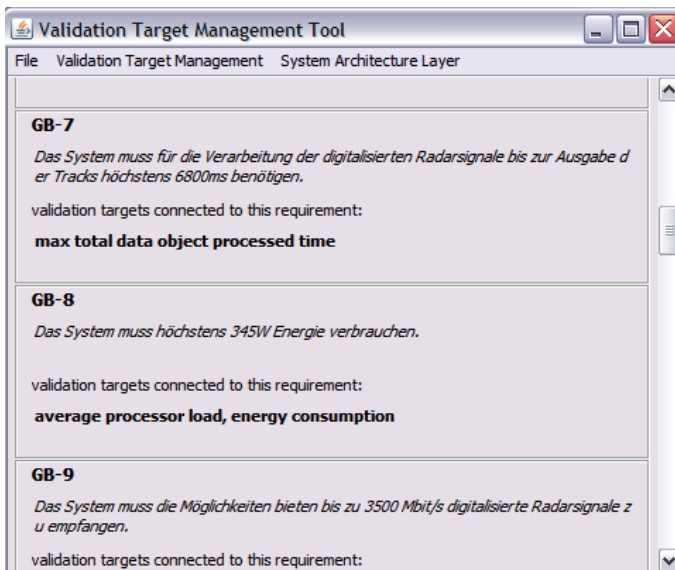 Validation Target Management Tool
File Validation Target Management System Architecture Layer
GB-7
Das System muss für die Verarbeitung der digitalisierten Radarsignale bis zur Ausgabe d
er Tracks höchstens 6800ms benötigen.
validation targets connected to this requirement:
max total data object processed time
GB-8
Das System muss höchstens 345W Energie verbrauchen.
validation targets connected to this requirement:
average processor load, energy consumption
GB-9
Das System muss die Möglichkeiten bieten bis zu 3500 Mbit/s digitalisierte Radarsignale z
u empfangen.
validation targets connected to this requirement: